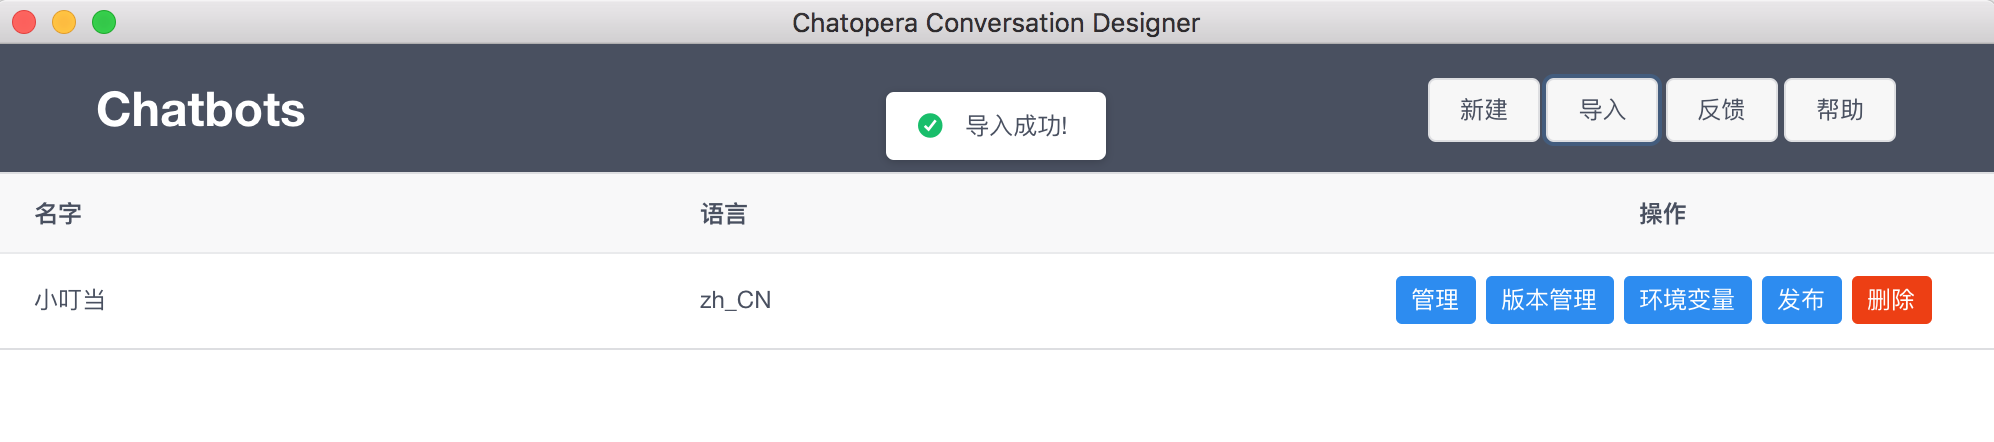 Chatopera Conversation Designer
Chatbots
导入成功!
新建 导入 反馈 帮助
名字 语言 操作
小叮当 zh_CN 管理 版本管理 环境变量 发布 删除